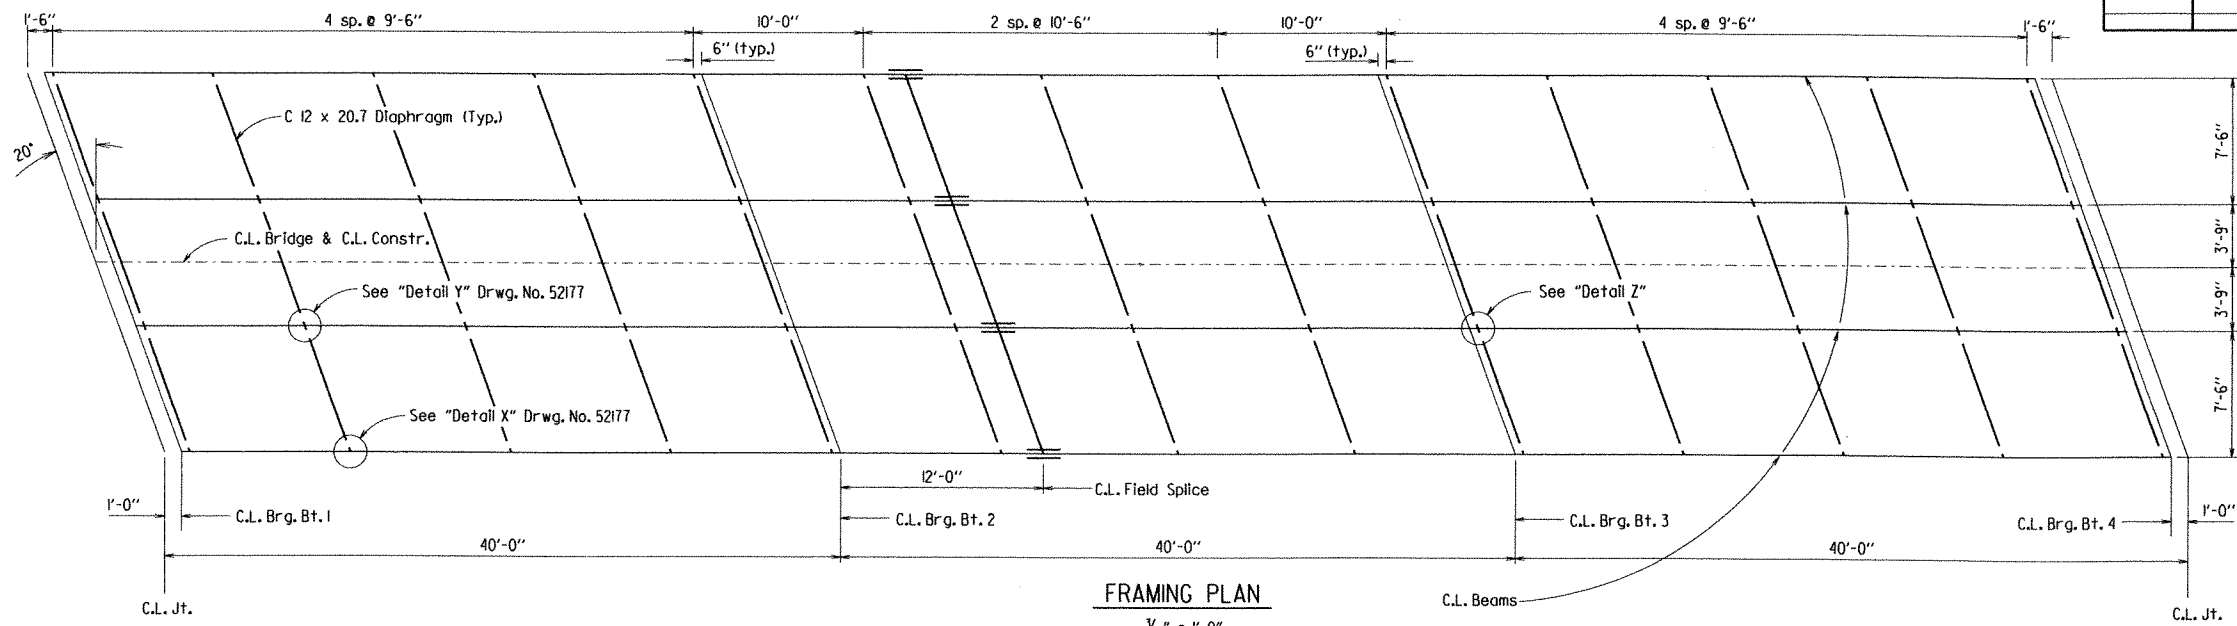 1'-6"
4 sp. @ 9'-6"
10'-0"
2 sp. @ 10'-6"
10'-0"
4 sp. @ 9'-6"
1'-6"
6" (typ.)
6" (typ.)
C 12 x 20.7 Diaphragm (Typ.)
20°
7'-6"
C.L. Bridge & C.L. Constr.
3'-9"
See "Detail Y" Drwg. No. 52177
See "Detail Z"
3'-9"
See "Detail X" Drwg. No. 52177
7'-6"
12'-0"
C.L. Field Splice
1'-0"
C.L. Brg. Bt. 1
C.L. Brg. Bt. 2
C.L. Brg. Bt. 3
C.L. Brg. Bt. 4
1'-0"
40'-0"
40'-0"
40'-0"
C.L. Jt.
FRAMING PLAN
C.L. Beams
C.L. Jt.